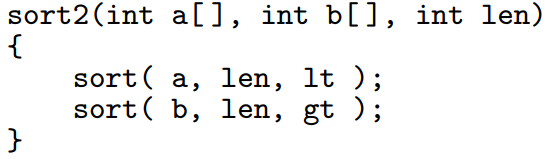 sort2(int a[], int b[], int len)
{
    sort( a, len, lt );
    sort( b, len, gt );
}